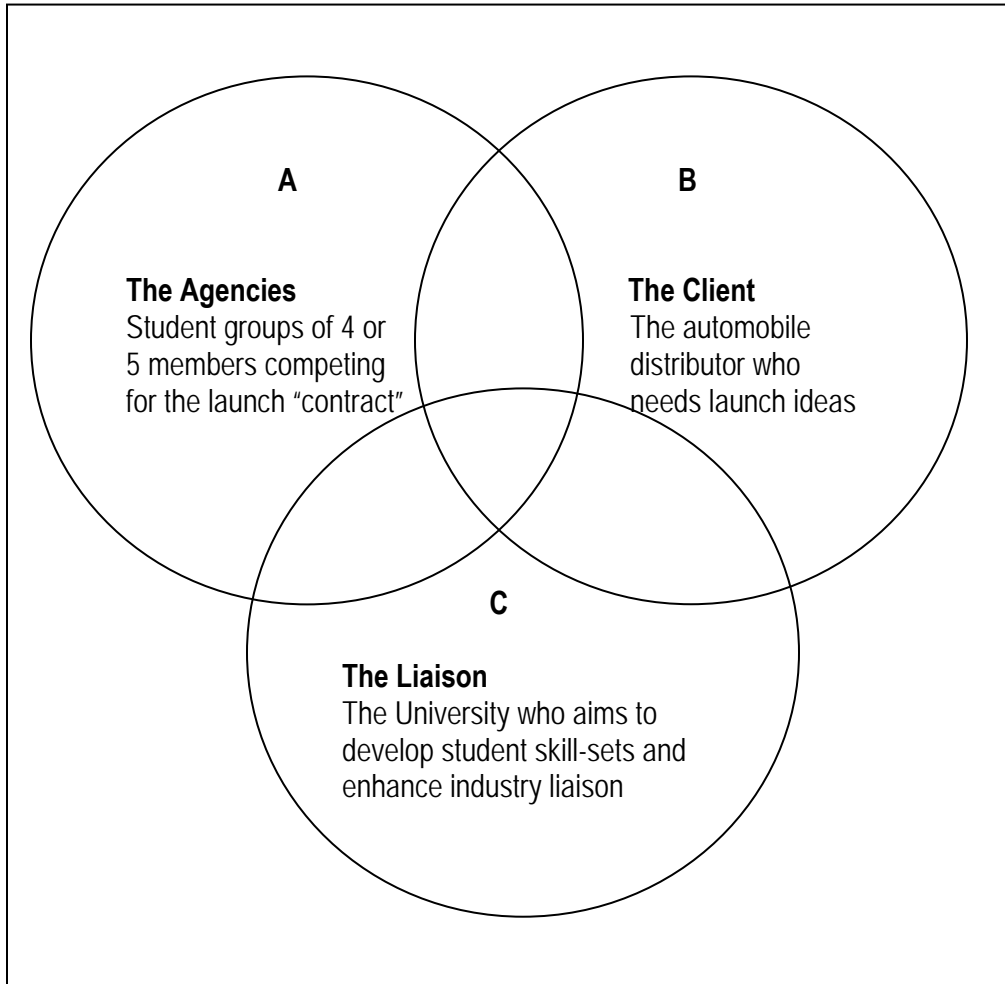 A
The Agencies
Student groups of 4 or
5 members competing
for the launch “contract”
B
The Client
The automobile
distributor who
needs launch ideas
C
The Liaison
The University who aims to
develop student skill-sets and
enhance industry liaison